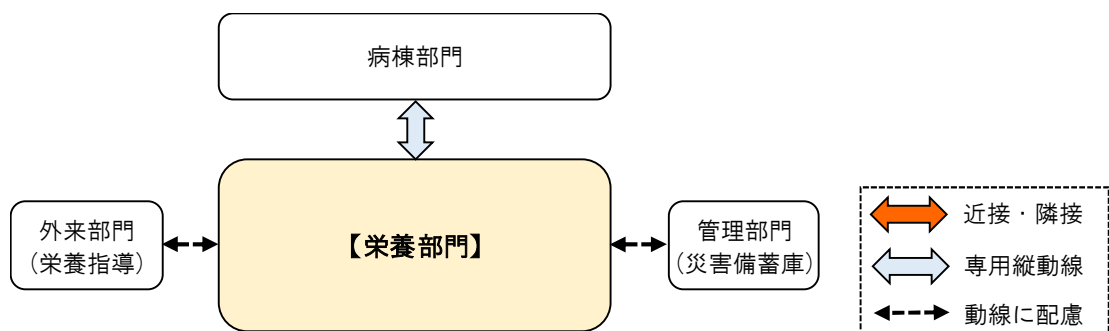 病棟部門
外来部門
（栄養指導）
【栄養部門】
管理部門
（災害備蓄庫）
近接・隣接
専用縦動線
動線に配慮